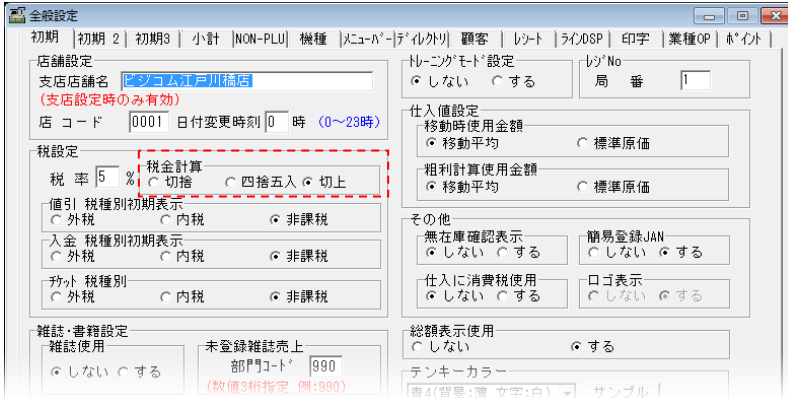 全般設定
初期 初期 2 初期3 小計 NON-PLU 機種 ﾒﾆｭｰﾊﾞｰ ﾃﾞｨﾚｸﾄﾘ 顧客 ﾚｼｰﾄ ﾗｲﾝDSP 印字 業種OP ﾎﾟｲﾝﾄ
店舗設定
支店店舗名 ビジコム江戸川橋店
(支店設定時のみ有効)
店 コード 0001 日付変更時刻 0 時 (0～23時)
税設定
税 率 5 %
税金計算
切捨 四捨五入 切上
値引 税種別初期表示
外税 内税 非課税
入金 税種別初期表示
外税 内税 非課税
ﾁｹｯﾄ 税種別
外税 内税 非課税
雑誌・書籍設定
雑誌使用
しない する
未登録雑誌売上
部門ｺｰﾄﾞ 990
(数値3桁指定 例:990)
ﾄﾚｰﾆﾝｸﾞﾓｰﾄﾞ設定
しない する
ﾚｼﾞNo
局 番 1
仕入値設定
移動時使用金額
移動平均 標準原価
粗利計算使用金額
移動平均 標準原価
その他
無在庫確認表示
しない する
簡易登録JAN
しない する
仕入に消費税使用
しない する
ロゴ表示
しない する
総額表示使用
しない する
テンキーカラー
青4(背景:薄 文字:白) サンプル